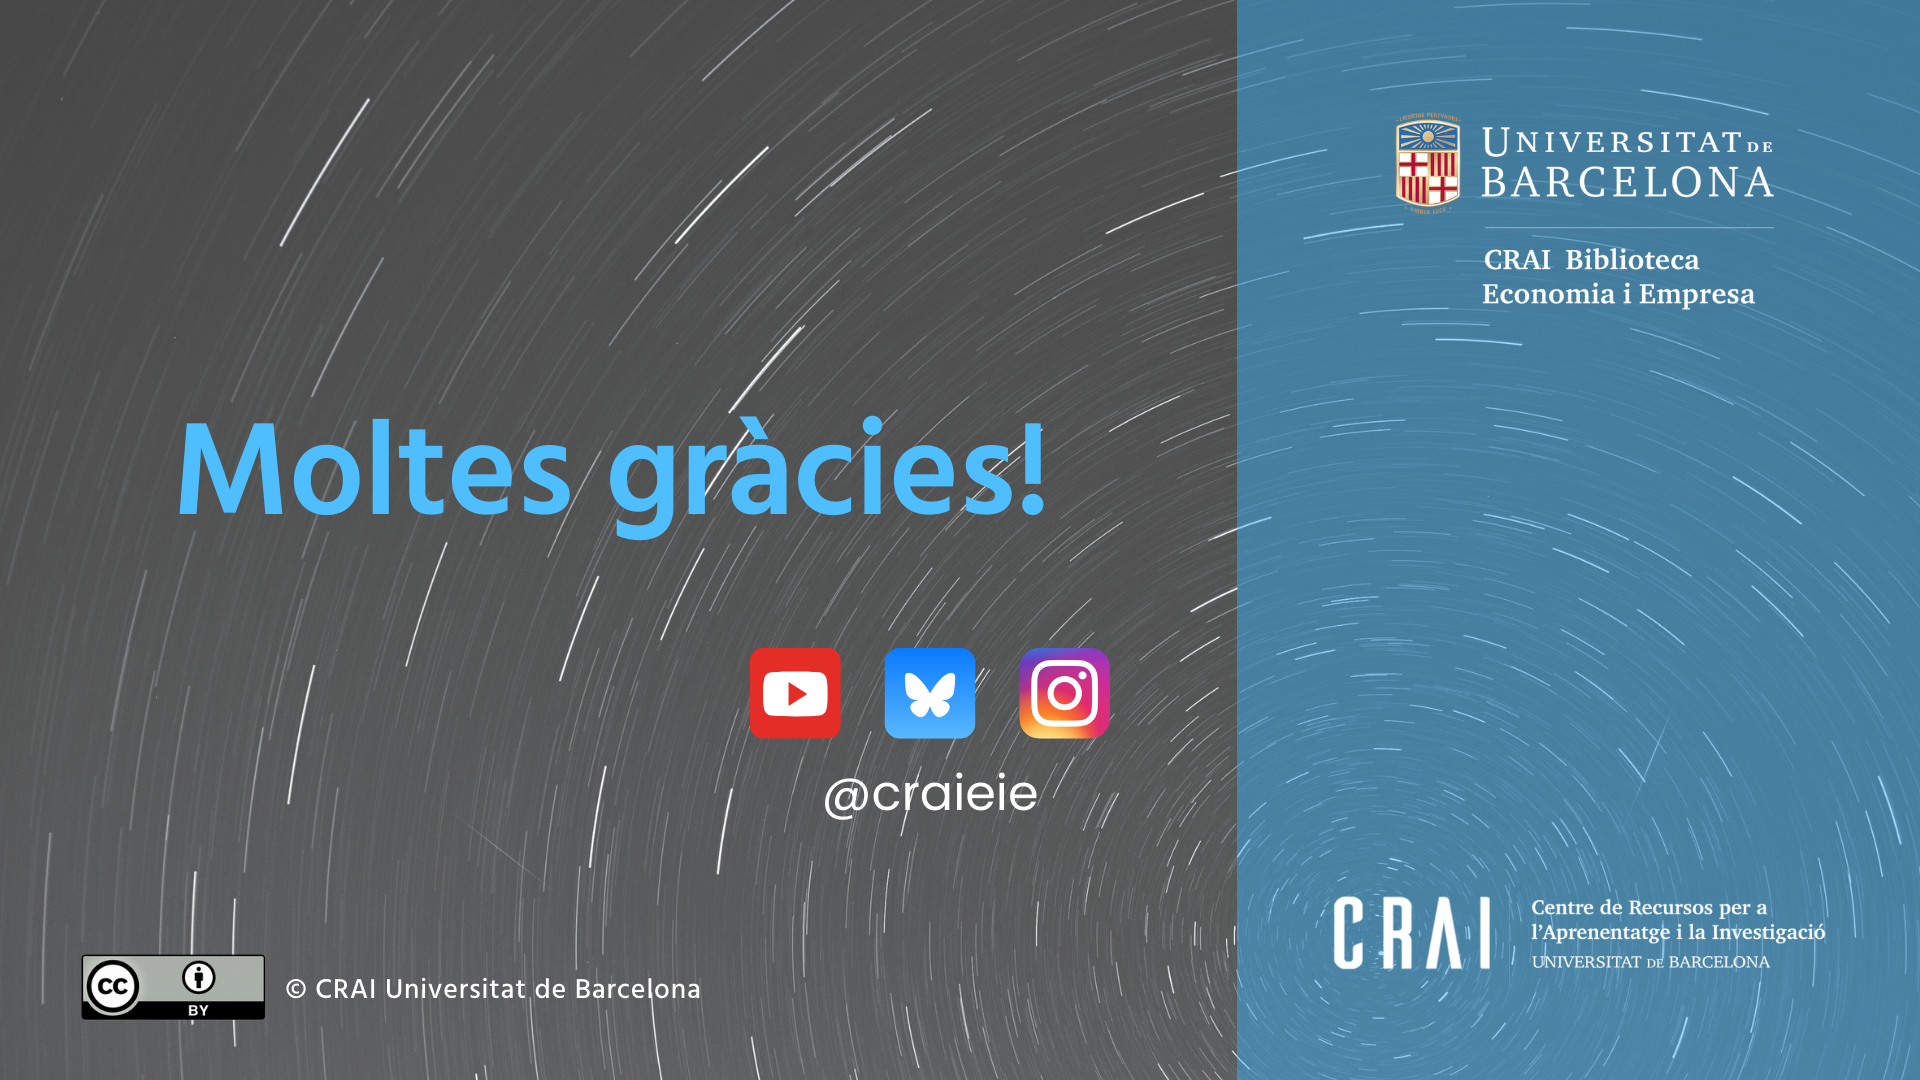 UNIVERSITAT DE
BARCELONA
CRAI Biblioteca
Economia i Empresa
Moltes gràcies!
@craieie
CRAI
Centre de Recursos per a
l'Aprenentatge i la Investigació
UNIVERSITAT DE BARCELONA
cc
BY
© CRAI Universitat de Barcelona